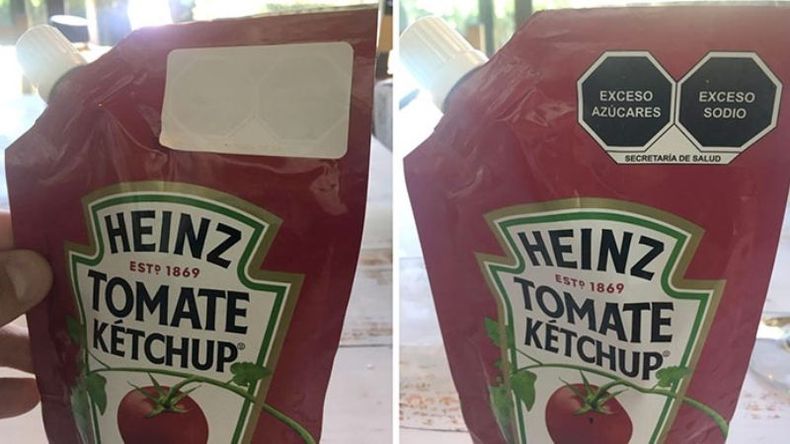 HEINZ
ESTD 1869
TOMATE
KÉTCHUP®
EXCESO
AZÚCARES
EXCESO
SODIO
SECRETARÍA DE SALUD
HEINZ
ESTD 1869
TOMATE
KÉTCHUP®